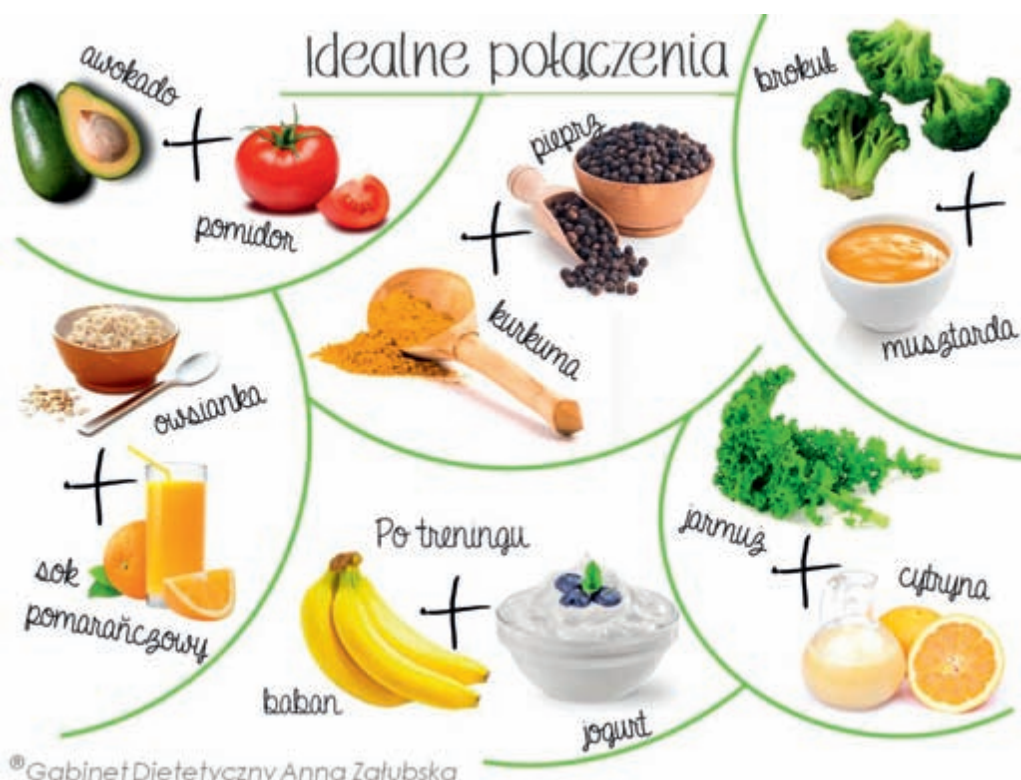 Idealne połączenia
awokado
pomidor
pieprz
kurkuma
brokuł
musztarda
owsianka
sok
pomarańczowy
Po treningu
baban
jogurt
jarmuż
cytryna
®Gabinet Dietetyczny Anna Załubska